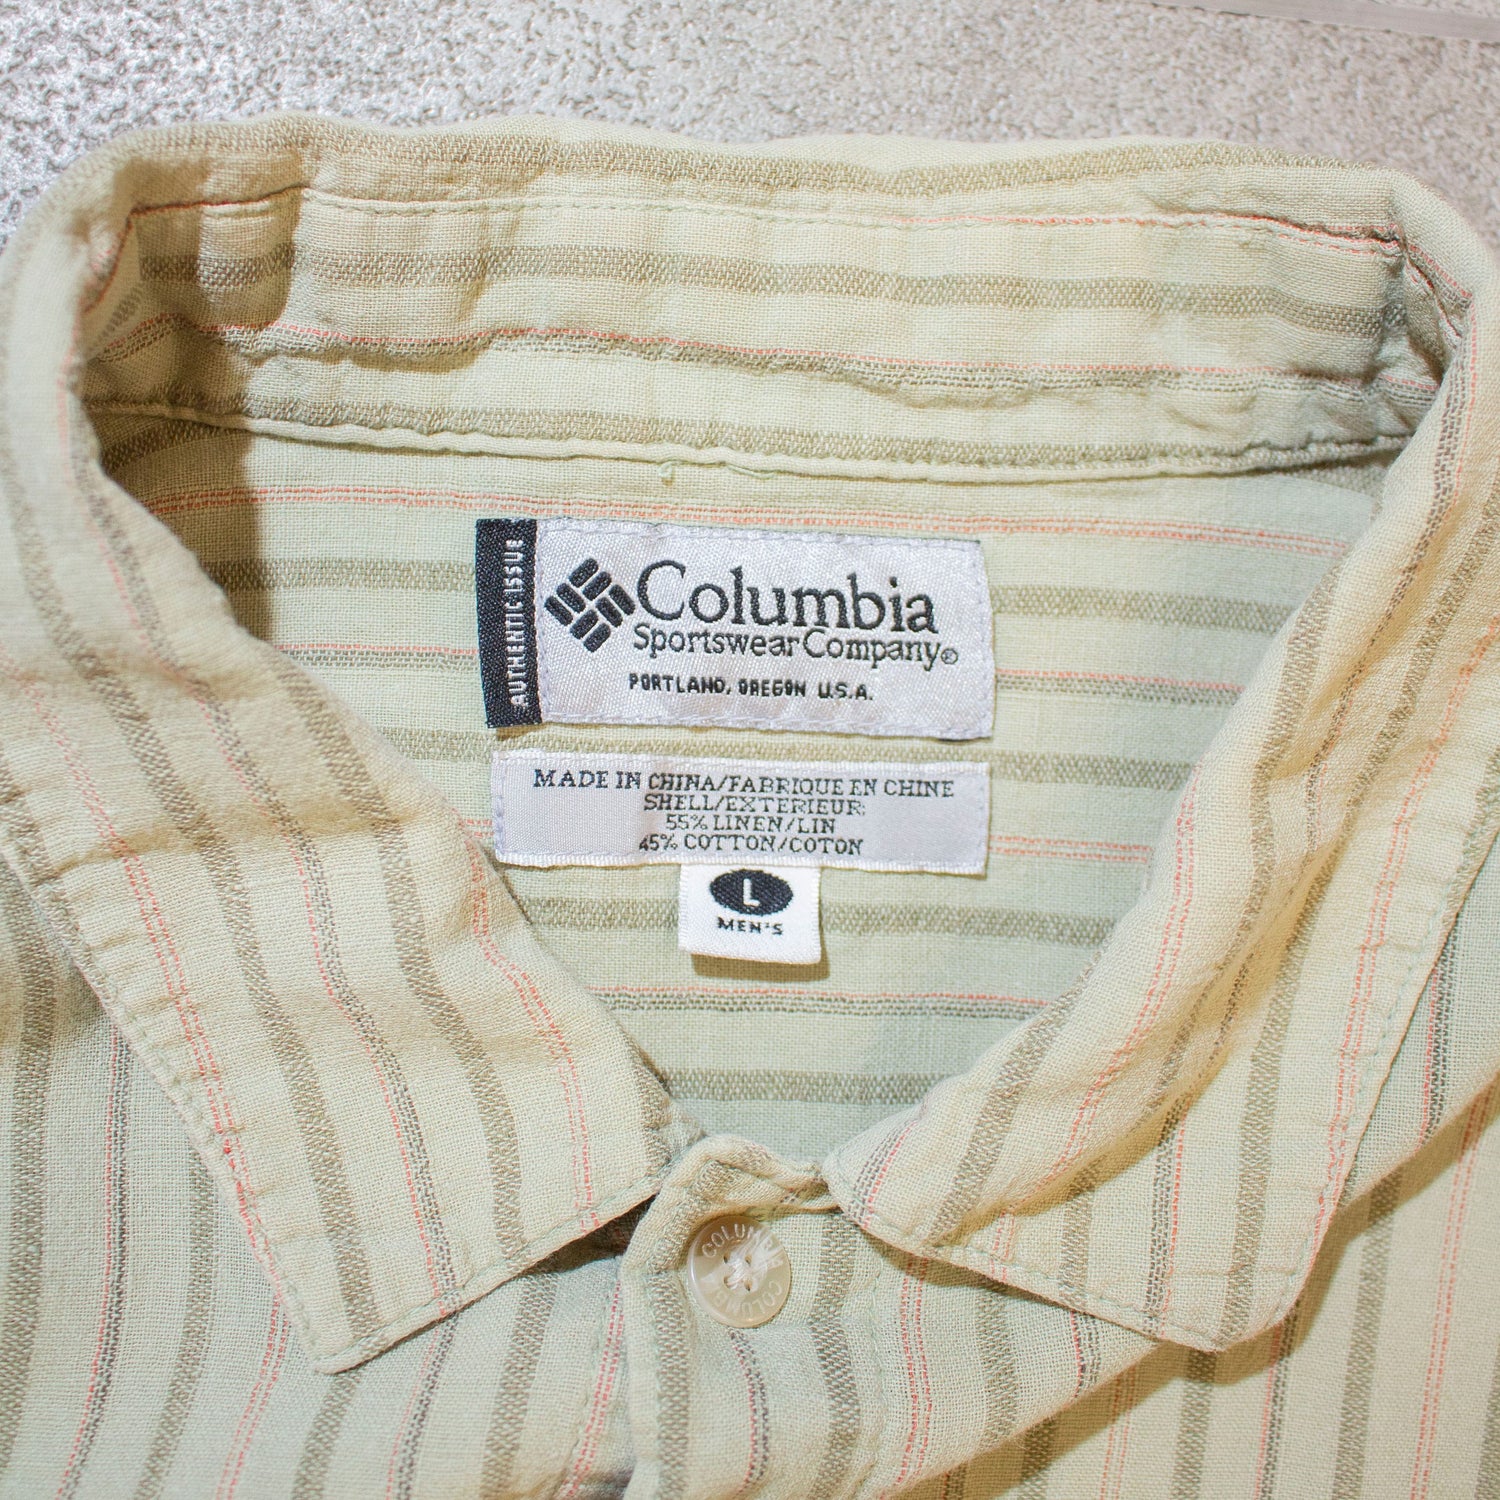 AUTHENTIC ISSUE
Columbia
Sportswear Company®
PORTLAND, OREGON U.S.A.
MADE IN CHINA/FABRIQUE EN CHINE
SHELL/EXTERIEUR:
55% LINEN/LIN
45% COTTON/COTON
L
MEN'S
COLUMBIA
COLUMBIA